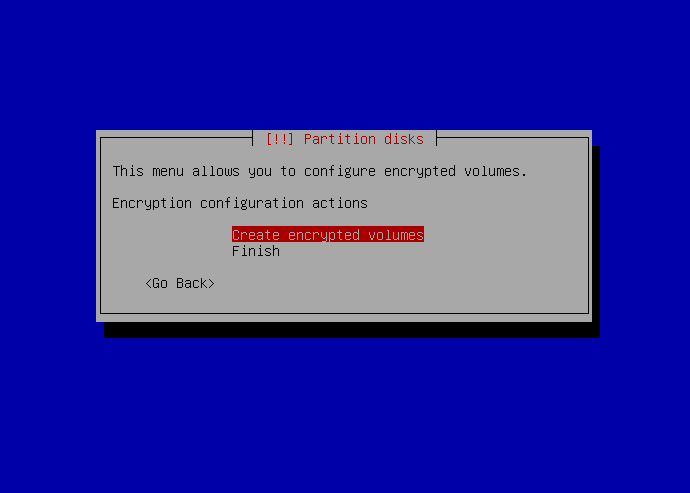 [!!] Partition disks
This menu allows you to configure encrypted volumes.
Encryption configuration actions
Create encrypted volumes
Finish
<Go Back>